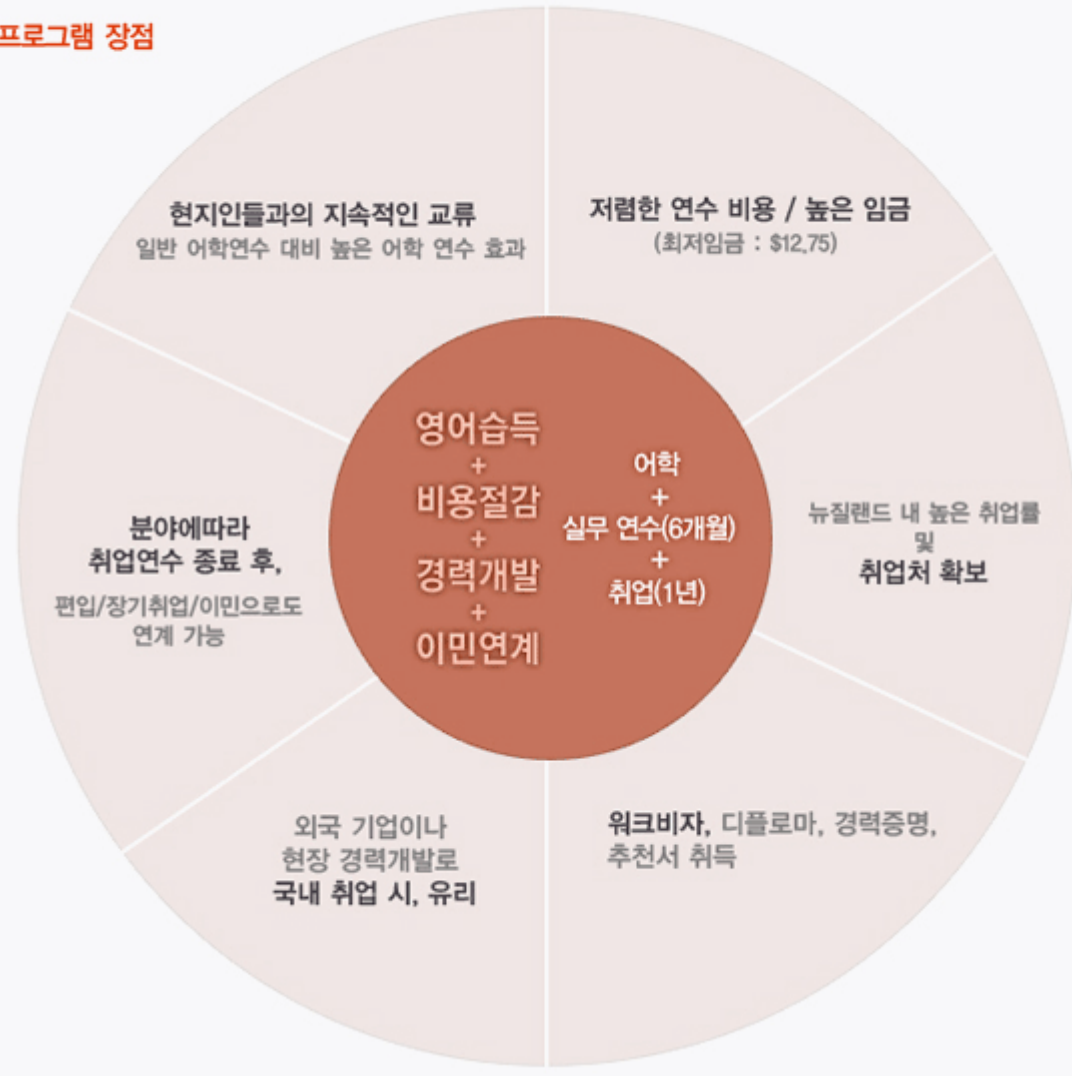 프로그램 장점
현지인들과의 지속적인 교류
일반 어학연수 대비 높은 어학 연수 효과
저렴한 연수 비용 / 높은 임금
(최저임금 : $12.75)
영어습득
+
비용절감
+
경력개발
+
이민연계
어학
+
실무 연수(6개월)
+
취업(1년)
뉴질랜드 내 높은 취업률
및
취업처 확보
분야에따라
취업연수 종료 후,
편입/장기취업/이민으로도
연계 가능
외국 기업이나
현장 경력개발로
국내 취업 시, 유리
워크비자, 디플로마, 경력증명,
추천서 취득